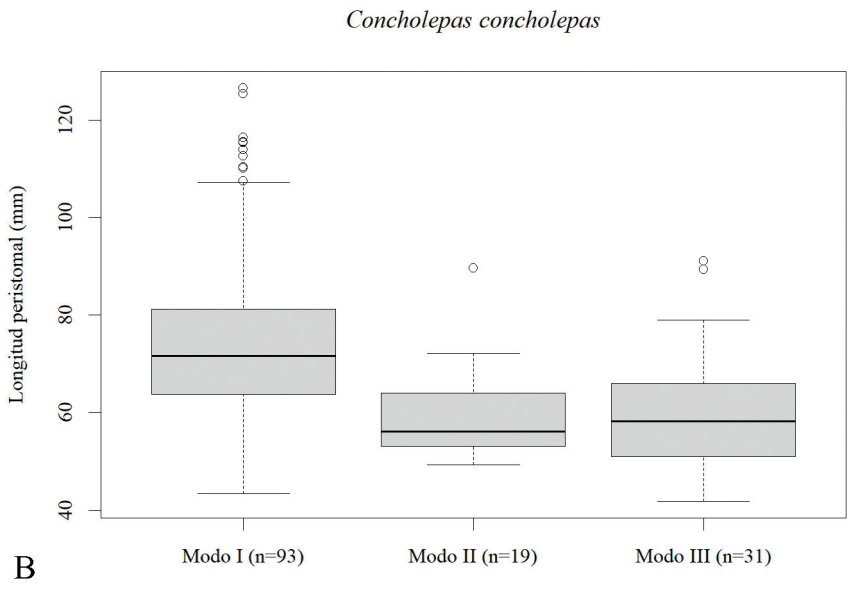 Concholepas concholepas
Longitud peristomal (mm)
120
100
80
60
40
Modo I (n=93) Modo II (n=19) Modo III (n=31)
B